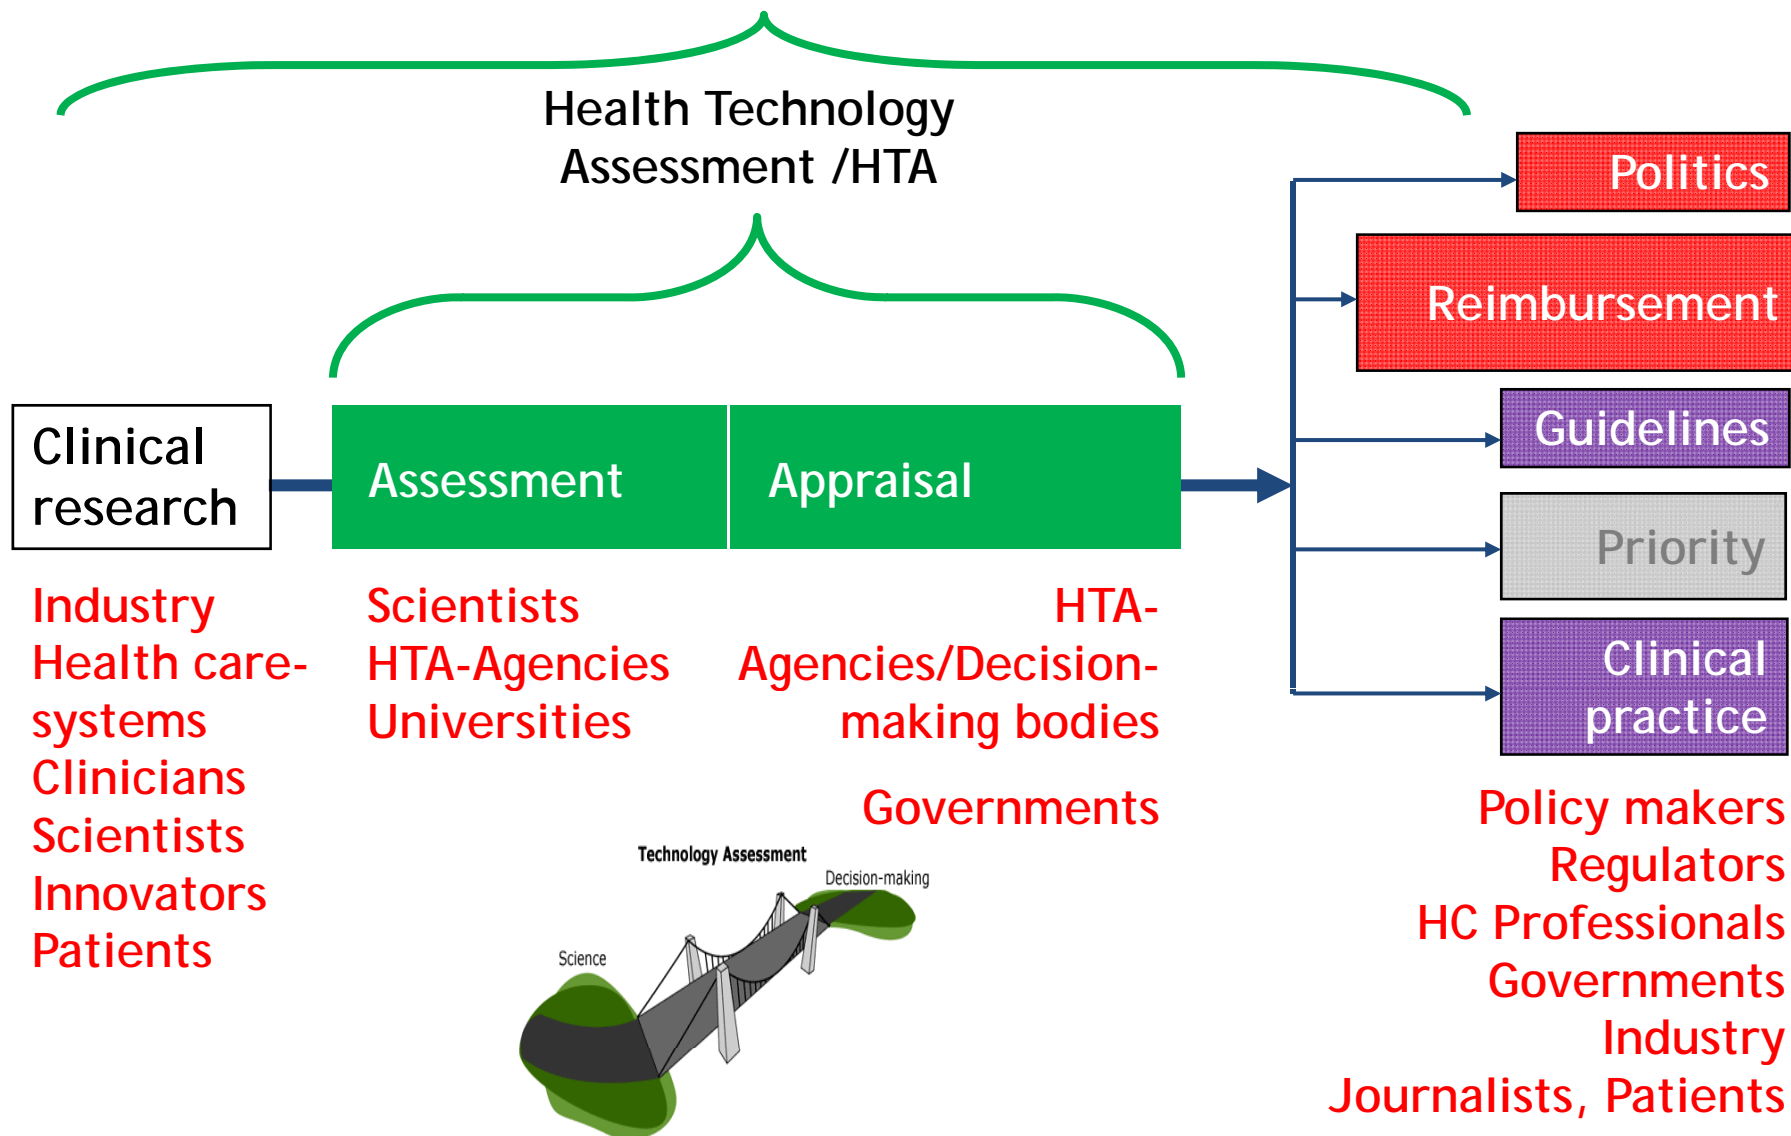 Health Technology
Assessment /HTA
Politics
Reimbursement
Guidelines
Priority
Clinical
practice
Clinical
research
Assessment
Appraisal
Industry
Health care-
systems
Clinicians
Scientists
Innovators
Patients
Scientists
HTA-Agencies
Universities
HTA-
Agencies/Decision-
making bodies
Governments
Technology Assessment
Decision-making
Science
Policy makers
Regulators
HC Professionals
Governments
Industry
Journalists, Patients